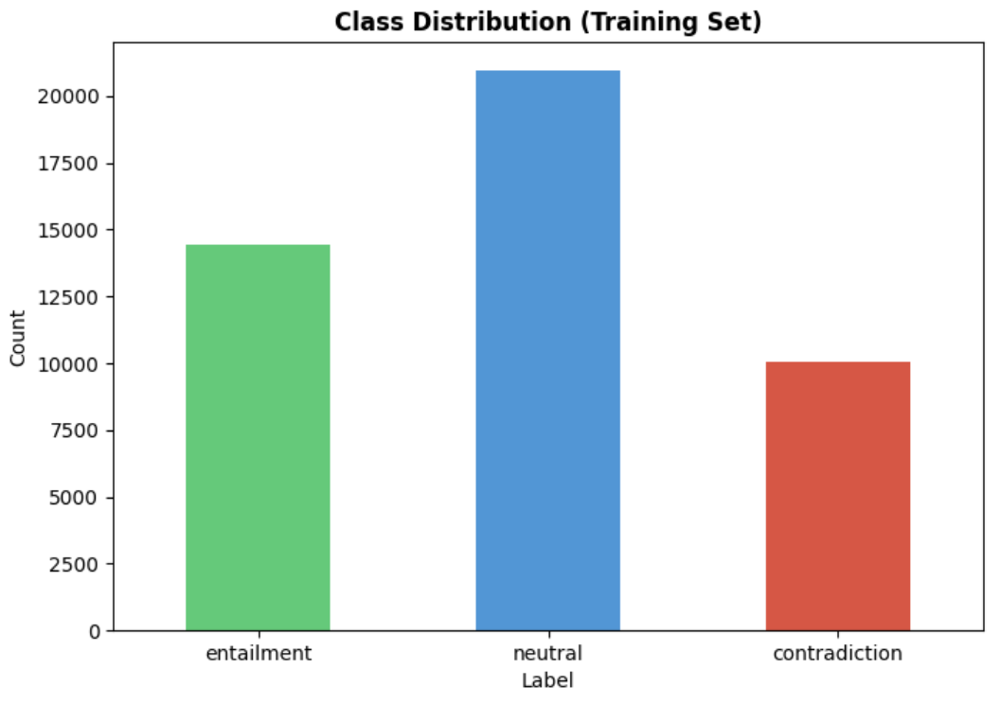 Class Distribution (Training Set)
Count
20000
17500
15000
12500
10000
7500
5000
2500
0
entailment neutral contradiction
Label